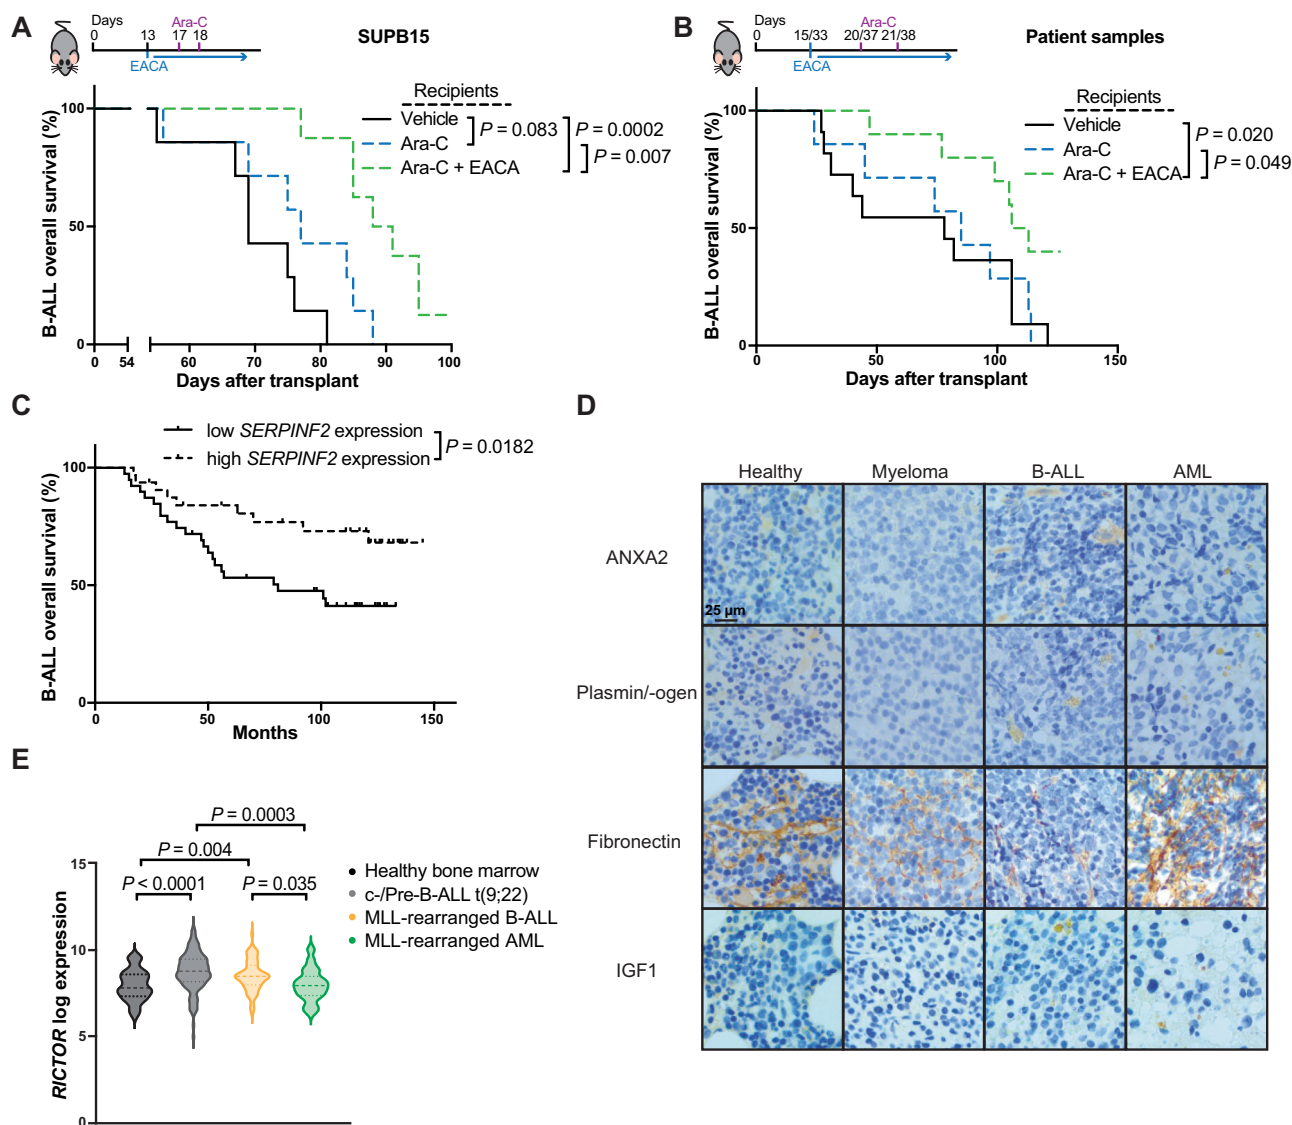 A
Days
0
13
17
18
Ara-C
EACA
SUPB15
B-ALL overall survival (%)
100
50
0
0
54
60
70
80
90
100
Days after transplant
Recipients
Vehicle
Ara-C
Ara-C + EACA
P = 0.083
P = 0.0002
P = 0.007
B
Days
0
15/33
20/37
21/38
Ara-C
EACA
Patient samples
B-ALL overall survival (%)
100
50
0
0
50
100
150
Days after transplant
Recipients
Vehicle
Ara-C
Ara-C + EACA
P = 0.020
P = 0.049
C
low SERPINF2 expression
high SERPINF2 expression
P = 0.0182
B-ALL overall survival (%)
100
50
0
0
50
100
150
Months
D
Healthy
Myeloma
B-ALL
AML
ANXA2
25 µm
Plasmin/-ogen
Fibronectin
IGF1
E
P = 0.0003
P = 0.004
P < 0.0001
P = 0.035
RICTOR log expression
15
10
5
0
Healthy bone marrow
c-/Pre-B-ALL t(9;22)
MLL-rearranged B-ALL
MLL-rearranged AML